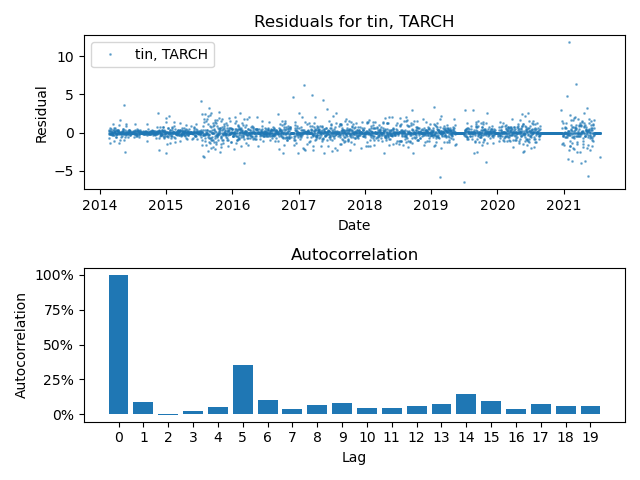 Residuals for tin, TARCH
Residual
10
5
0
−5
tin, TARCH
2014 2015 2016 2017 2018 2019 2020 2021
Date
Autocorrelation
Autocorrelation
100%
75%
50%
25%
0%
0 1 2 3 4 5 6 7 8 9 10 11 12 13 14 15 16 17 18 19
Lag